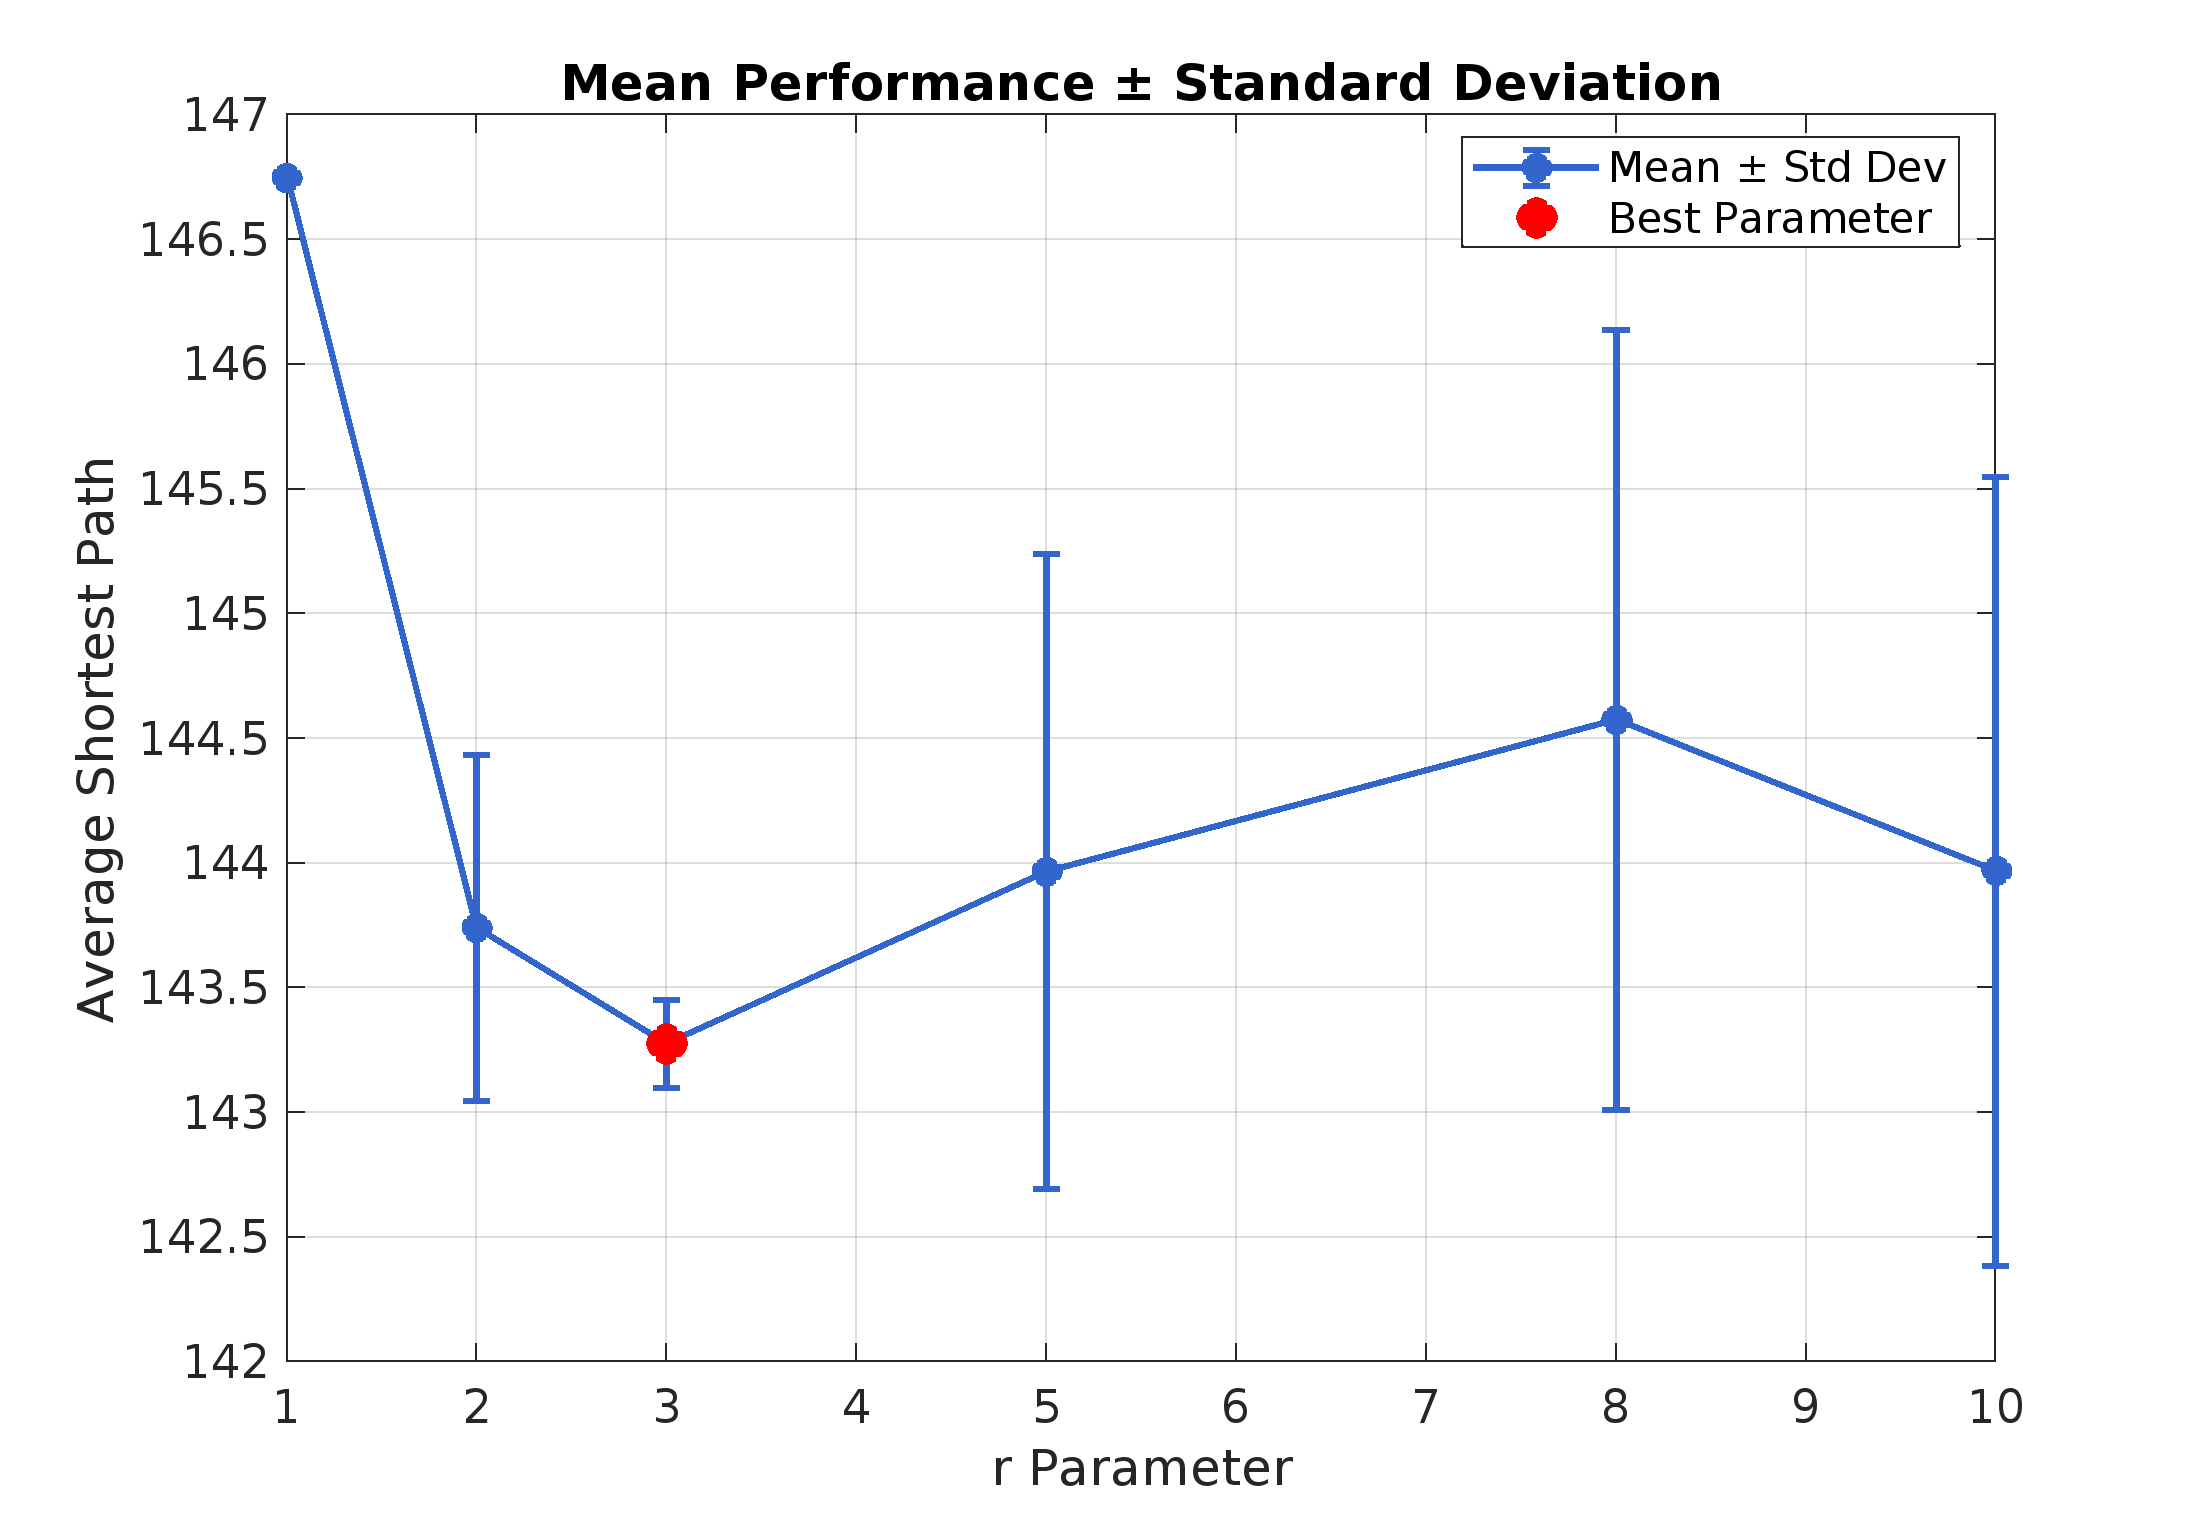 Mean Performance ± Standard Deviation
Mean ± Std Dev
Best Parameter
Average Shortest Path
147
146.5
146
145.5
145
144.5
144
143.5
143
142.5
142
1 2 3 4 5 6 7 8 9 10
r Parameter